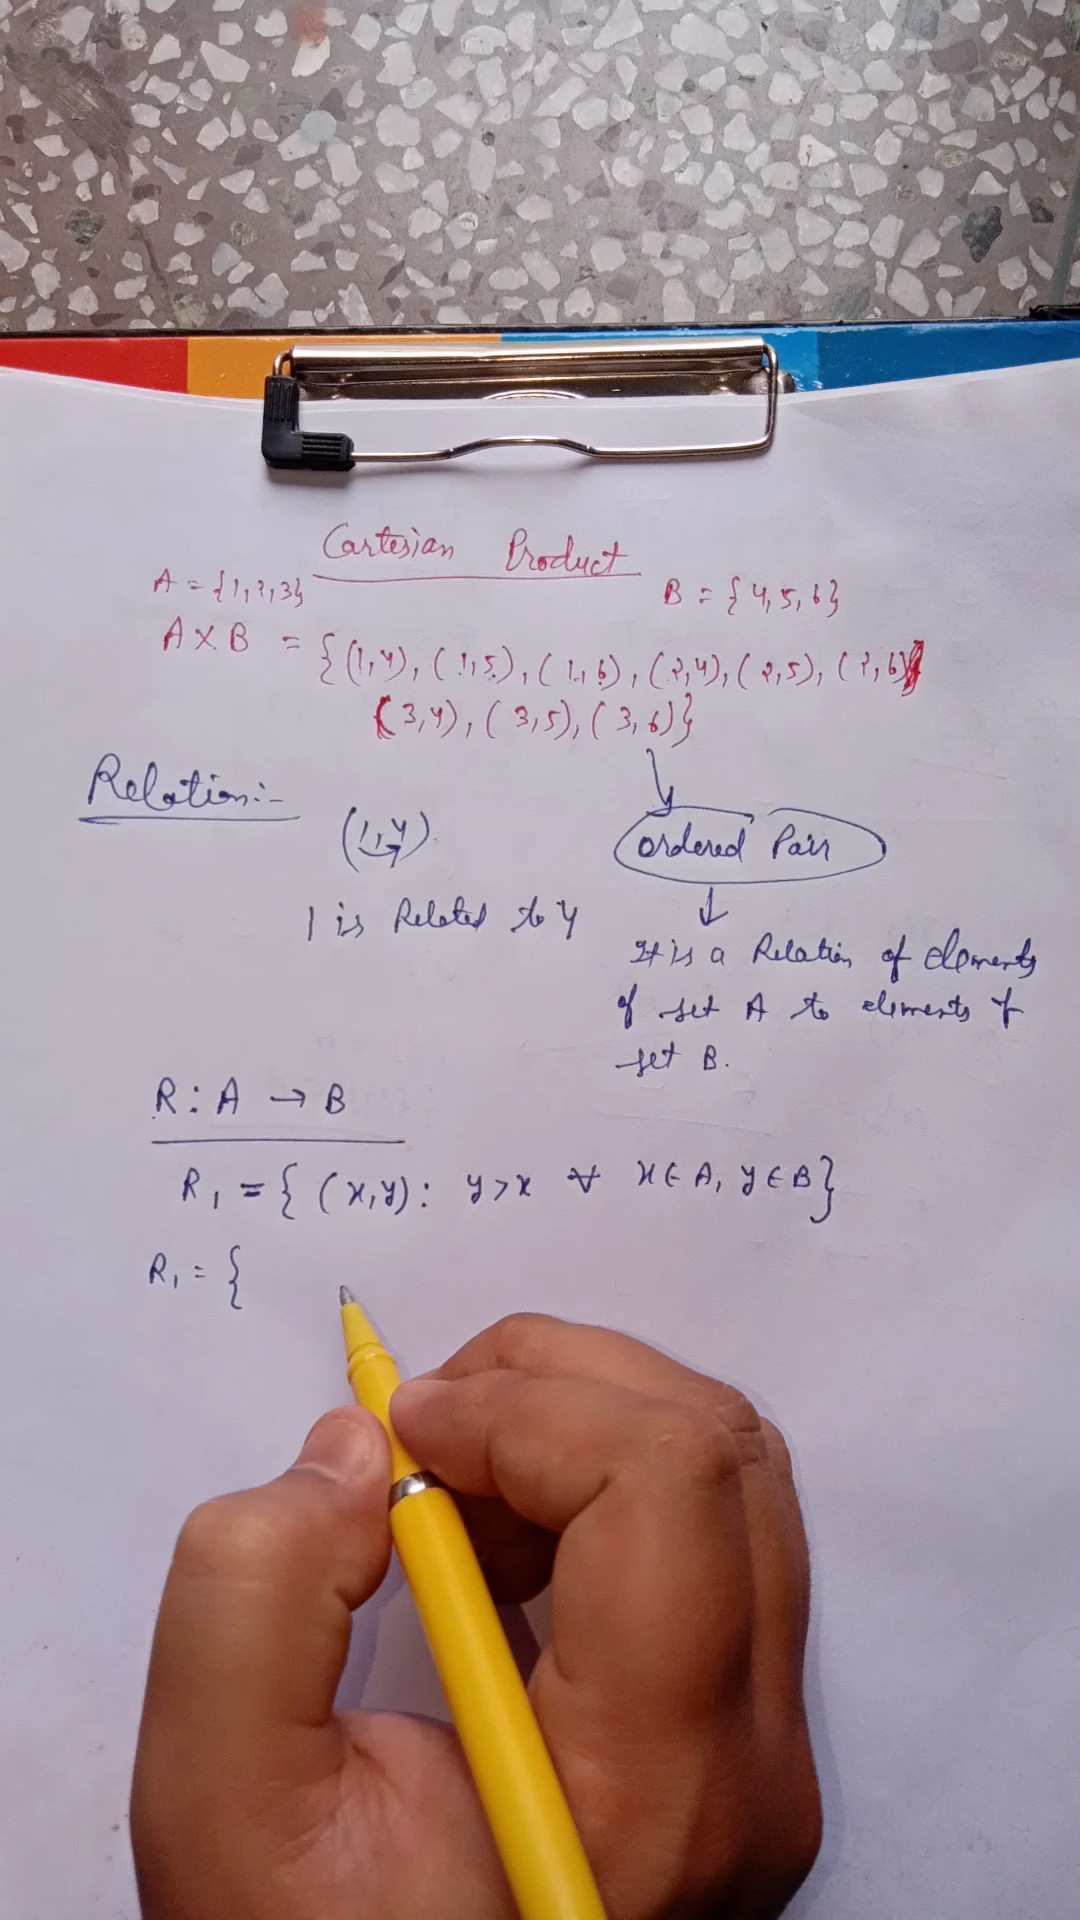 Cartesian Product
A = {1,2,3}
B = {4,5,6}
A X B = {(1,4), (1,5), (1,6), (2,4), (2,5), (2,6)
(3,4), (3,5), (3,6)}
Relation:-
(1,4).
ordered Pair
1 is Related to 4
It is a Relation of elements
of set A to elements of
set B.
R : A → B
R₁ = { (x,y) : y>x ∀ x∈A, y∈B}
R₁ = {